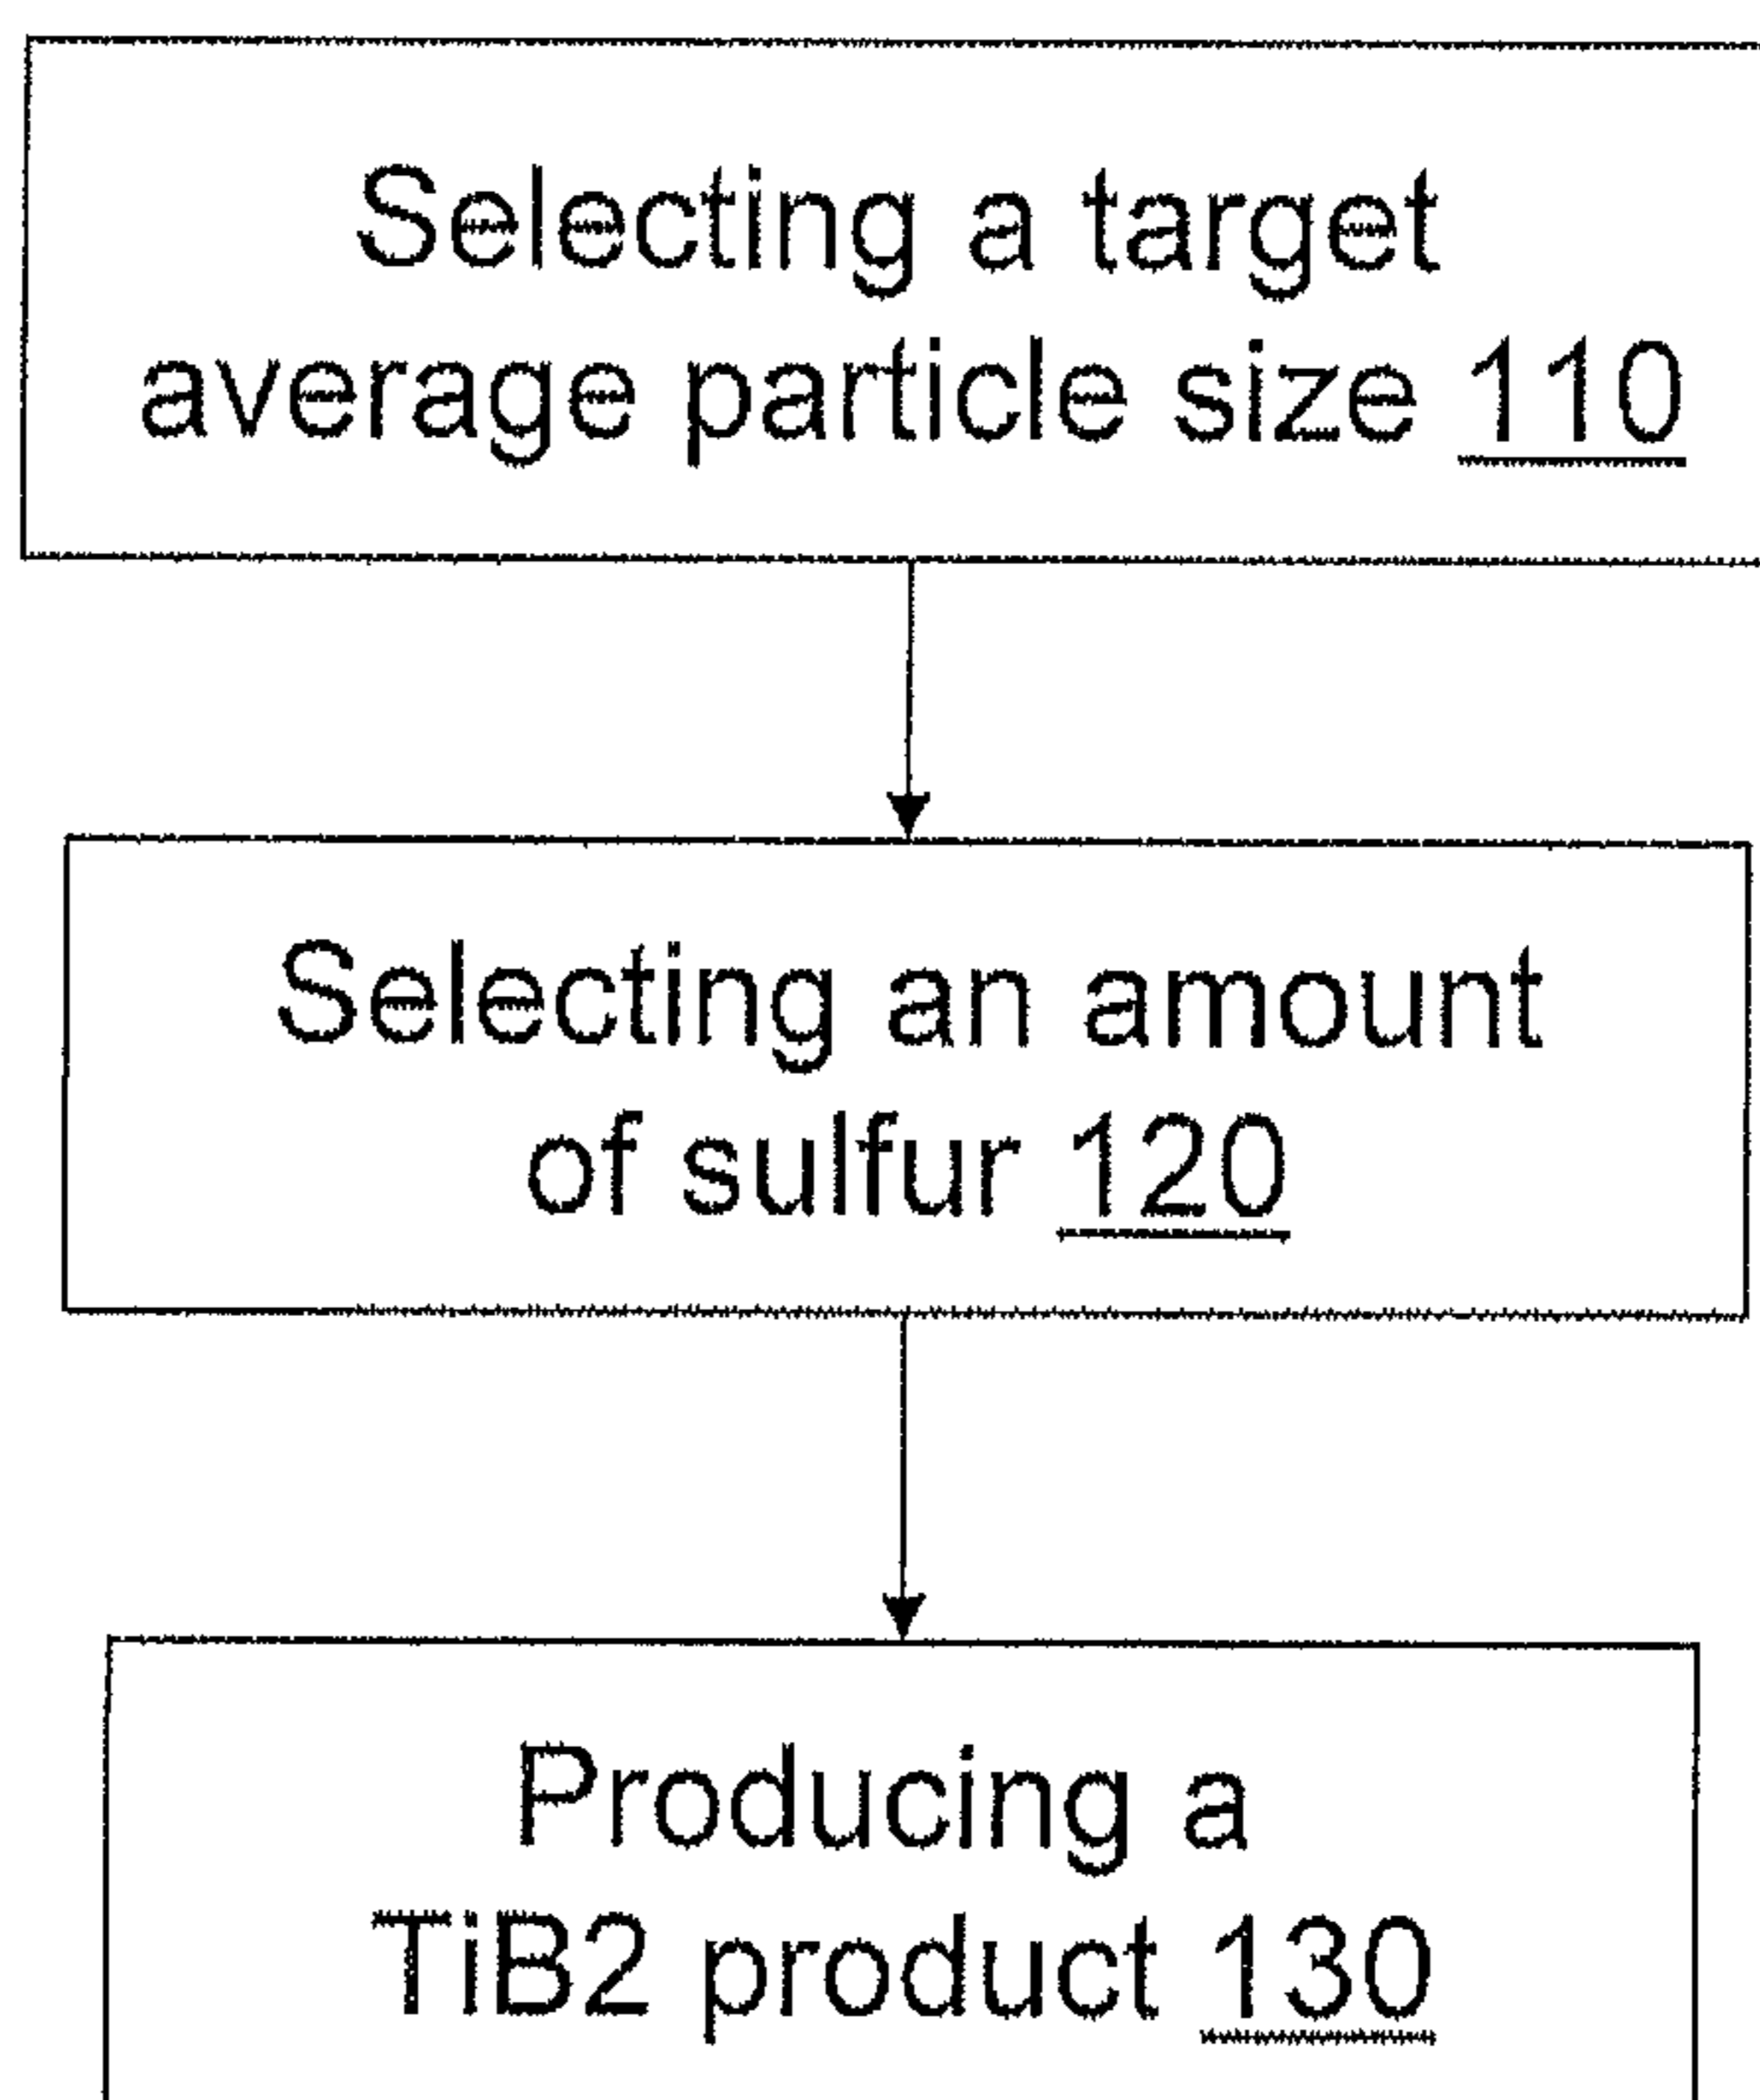 Selecting a target
average particle size 110
Selecting an amount
of sulfur 120
Producing a
TiB2 product 130